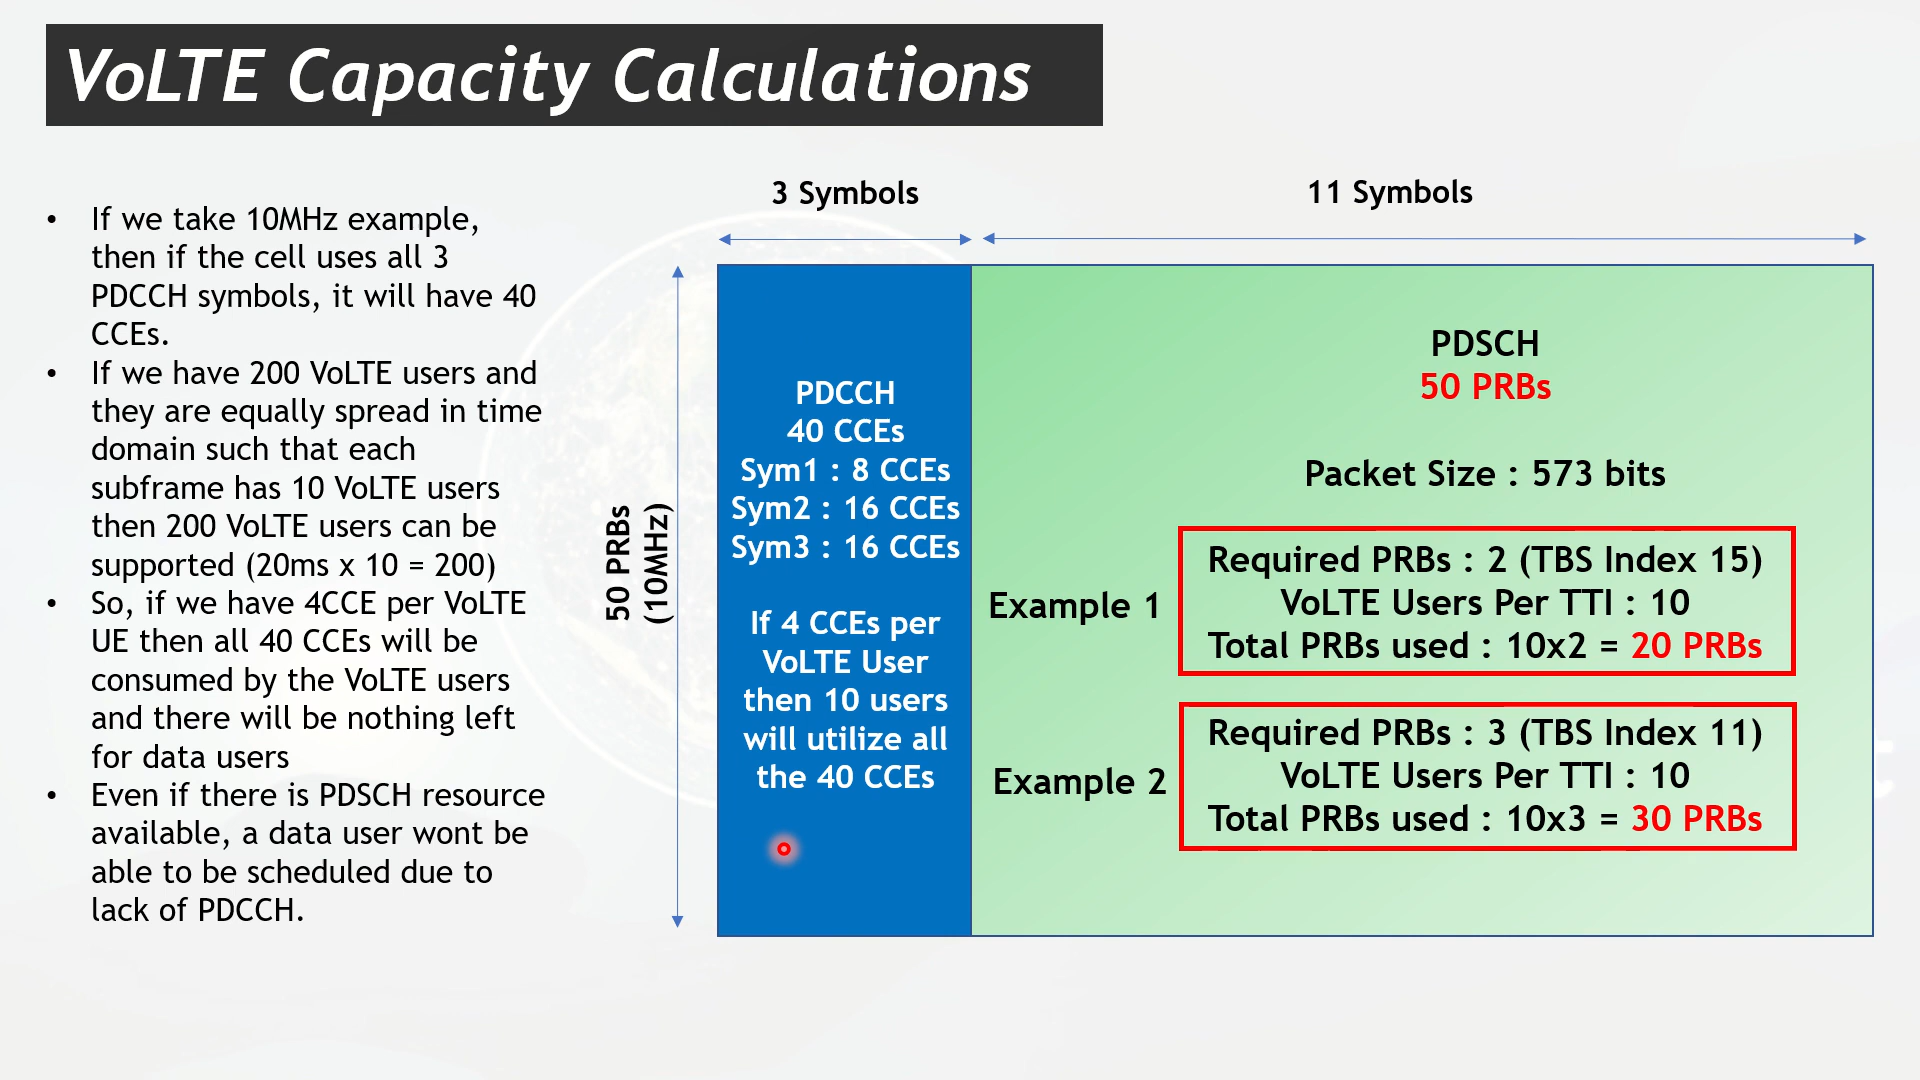 VoLTE Capacity Calculations
• If we take 10MHz example,
then if the cell uses all 3
PDCCH symbols, it will have 40
CCEs.
• If we have 200 VoLTE users and
they are equally spread in time
domain such that each
subframe has 10 VoLTE users
then 200 VoLTE users can be
supported (20ms x 10 = 200)
• So, if we have 4CCE per VoLTE
UE then all 40 CCEs will be
consumed by the VoLTE users
and there will be nothing left
for data users
• Even if there is PDSCH resource
available, a data user wont be
able to be scheduled due to
lack of PDCCH.
3 Symbols
11 Symbols
50 PRBs
(10MHz)
PDCCH
40 CCEs
Sym1 : 8 CCEs
Sym2 : 16 CCEs
Sym3 : 16 CCEs
If 4 CCEs per
VoLTE User
then 10 users
will utilize all
the 40 CCEs
PDSCH
50 PRBs
Packet Size : 573 bits
Example 1
Required PRBs : 2 (TBS Index 15)
VoLTE Users Per TTI : 10
Total PRBs used : 10x2 = 20 PRBs
Example 2
Required PRBs : 3 (TBS Index 11)
VoLTE Users Per TTI : 10
Total PRBs used : 10x3 = 30 PRBs